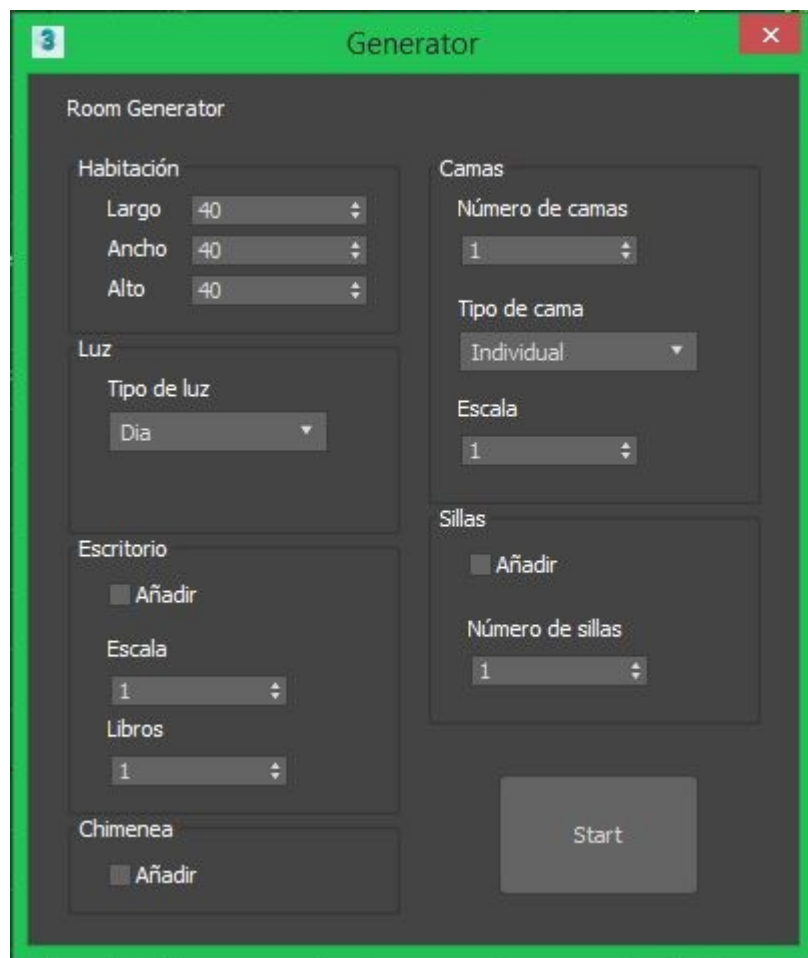 3
Generator
Room Generator
Habitación
Largo 40
Ancho 40
Alto 40
Luz
Tipo de luz
Dia
Escritorio
Añadir
Escala
1
Libros
1
Chimenea
Añadir
Camas
Número de camas
1
Tipo de cama
Individual
Escala
1
Sillas
Añadir
Número de sillas
1
Start